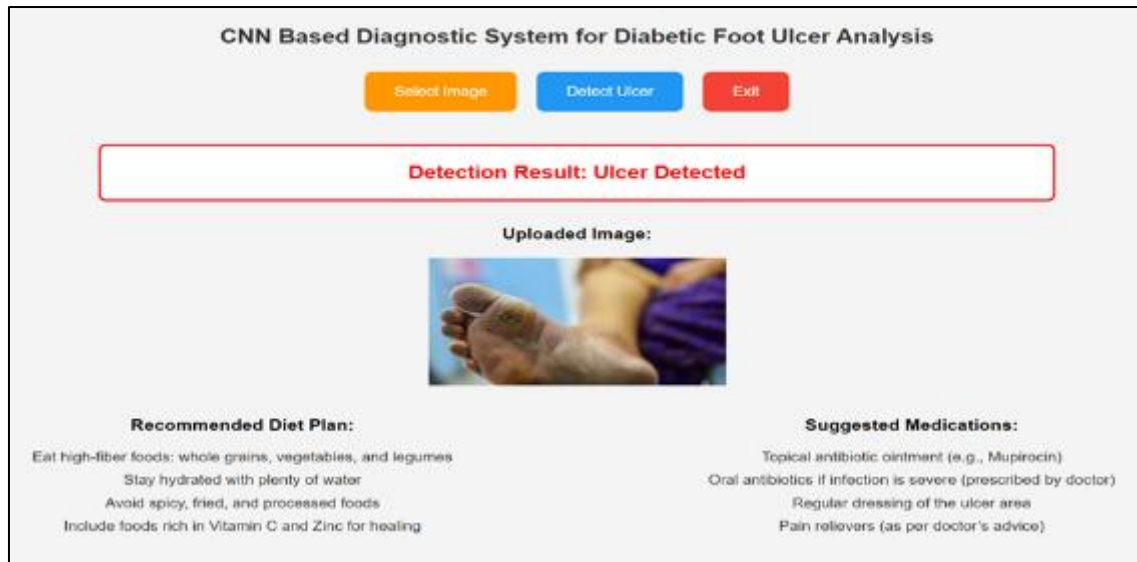 CNN Based Diagnostic System for Diabetic Foot Ulcer Analysis
Select Image
Detect Ulcer
Exit
Detection Result: Ulcer Detected
Uploaded Image:
Recommended Diet Plan:
Eat high-fiber foods: whole grains, vegetables, and legumes
Stay hydrated with plenty of water
Avoid spicy, fried, and processed foods
Include foods rich in Vitamin C and Zinc for healing
Suggested Medications:
Topical antibiotic ointment (e.g., Mupirocin)
Oral antibiotics if infection is severe (prescribed by doctor)
Regular dressing of the ulcer area
Pain relievers (as per doctor's advice)